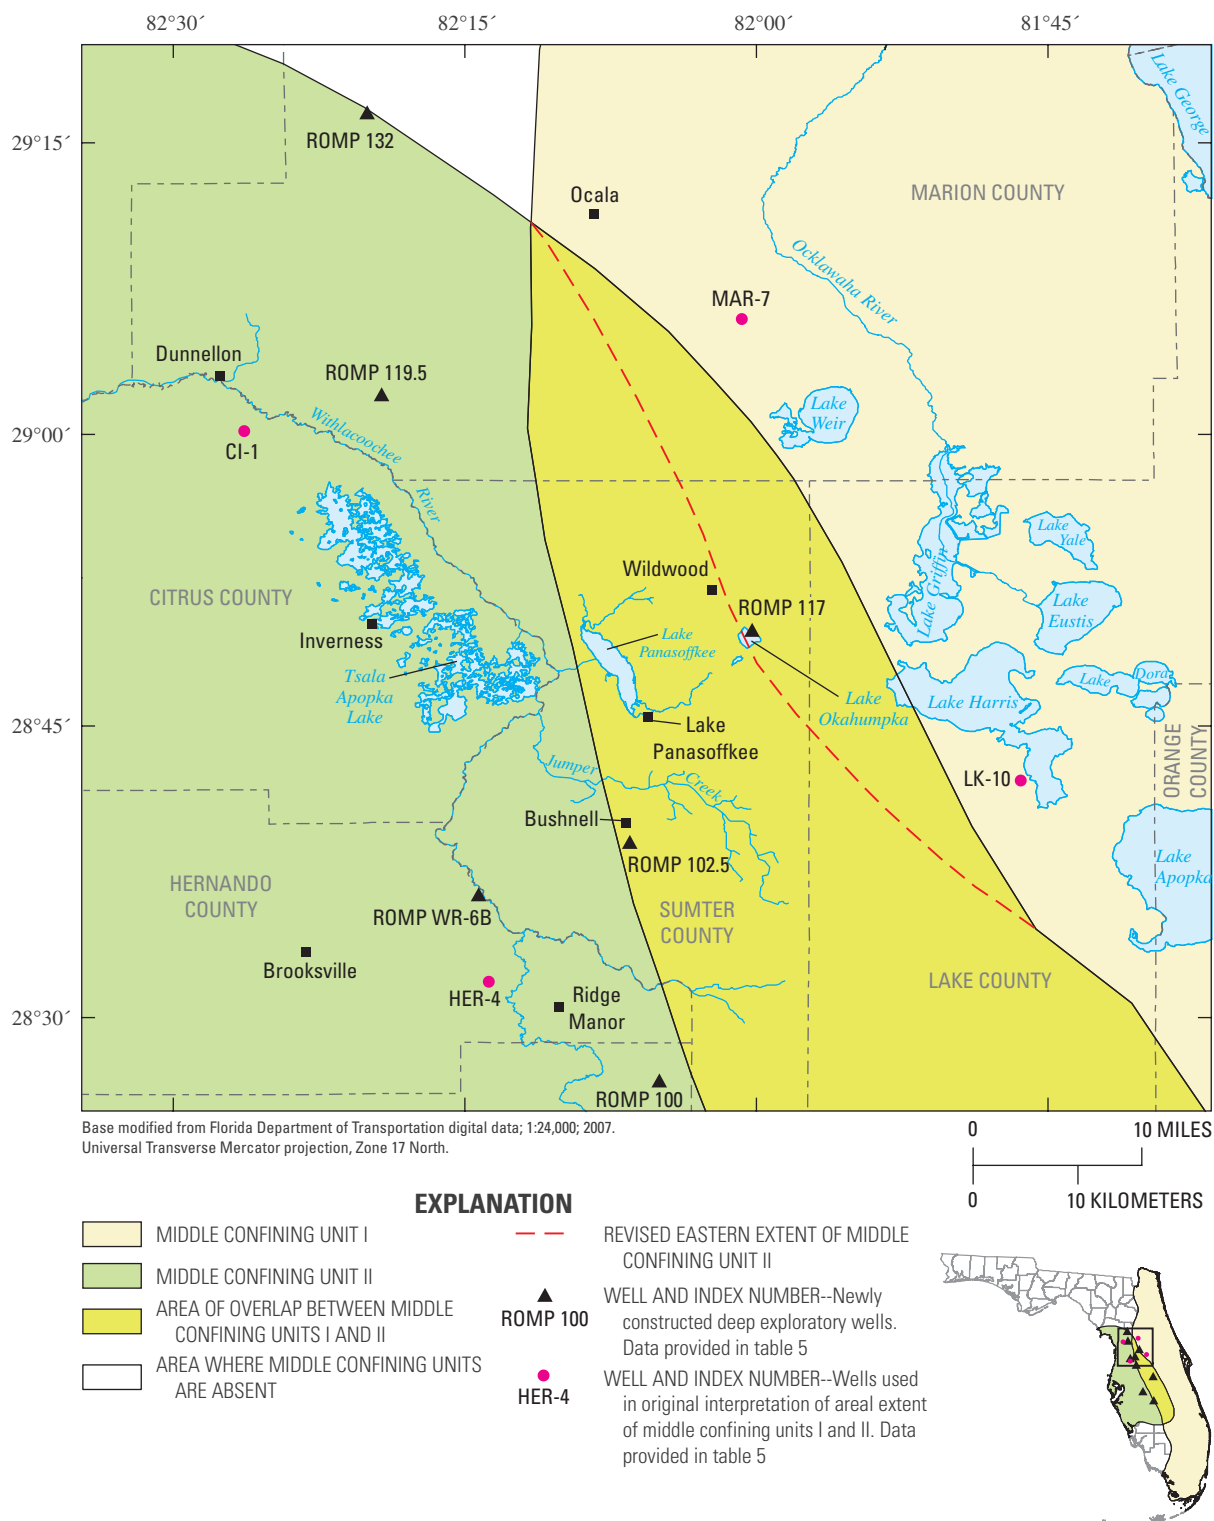 82°30´
82°15´
82°00´
81°45´
29°15´
29°00´
28°45´
28°30´
Lake George
ROMP 132
MARION COUNTY
Ocala
Ocklawaha River
MAR-7
Dunnellon
ROMP 119.5
Lake
Weir
Withlacoochee
River
CI-1
Lake
Yale
Lake Griffin
Wildwood
CITRUS COUNTY
ROMP 117
Lake
Eustis
Inverness
Lake
Panasoffkee
Tsala
Apopka
Lake
Lake
Okahumpka
Lake Harris
Lake
Dora
Lake
Panasoffkee
ORANGE
COUNTY
Jumper
Creek
LK-10
Bushnell
ROMP 102.5
Lake
Apopka
HERNANDO
COUNTY
ROMP WR-6B
SUMTER
COUNTY
Brooksville
LAKE COUNTY
HER-4
Ridge
Manor
ROMP 100
Base modified from Florida Department of Transportation digital data; 1:24,000; 2007.
Universal Transverse Mercator projection, Zone 17 North.
0
10 MILES
0
10 KILOMETERS
EXPLANATION
MIDDLE CONFINING UNIT I
MIDDLE CONFINING UNIT II
AREA OF OVERLAP BETWEEN MIDDLE
CONFINING UNITS I AND II
AREA WHERE MIDDLE CONFINING UNITS
ARE ABSENT
REVISED EASTERN EXTENT OF MIDDLE
CONFINING UNIT II
ROMP 100
WELL AND INDEX NUMBER--Newly
constructed deep exploratory wells.
Data provided in table 5
HER-4
WELL AND INDEX NUMBER--Wells used
in original interpretation of areal extent
of middle confining units I and II. Data
provided in table 5